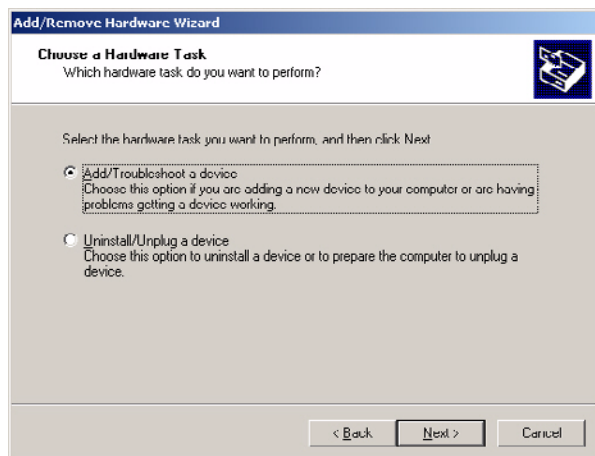 Add/Remove Hardware Wizard
Choose a Hardware Task
Which hardware task do you want to perform?
Select the hardware task you want to perform, and then click Next
Add/Troubleshoot a device
Choose this option if you are adding a new device to your computer or are having
problems getting a device working.
Uninstall/Unplug a device
Choose this option to uninstall a device or to prepare the computer to unplug a
device.
< Back
Next >
Cancel